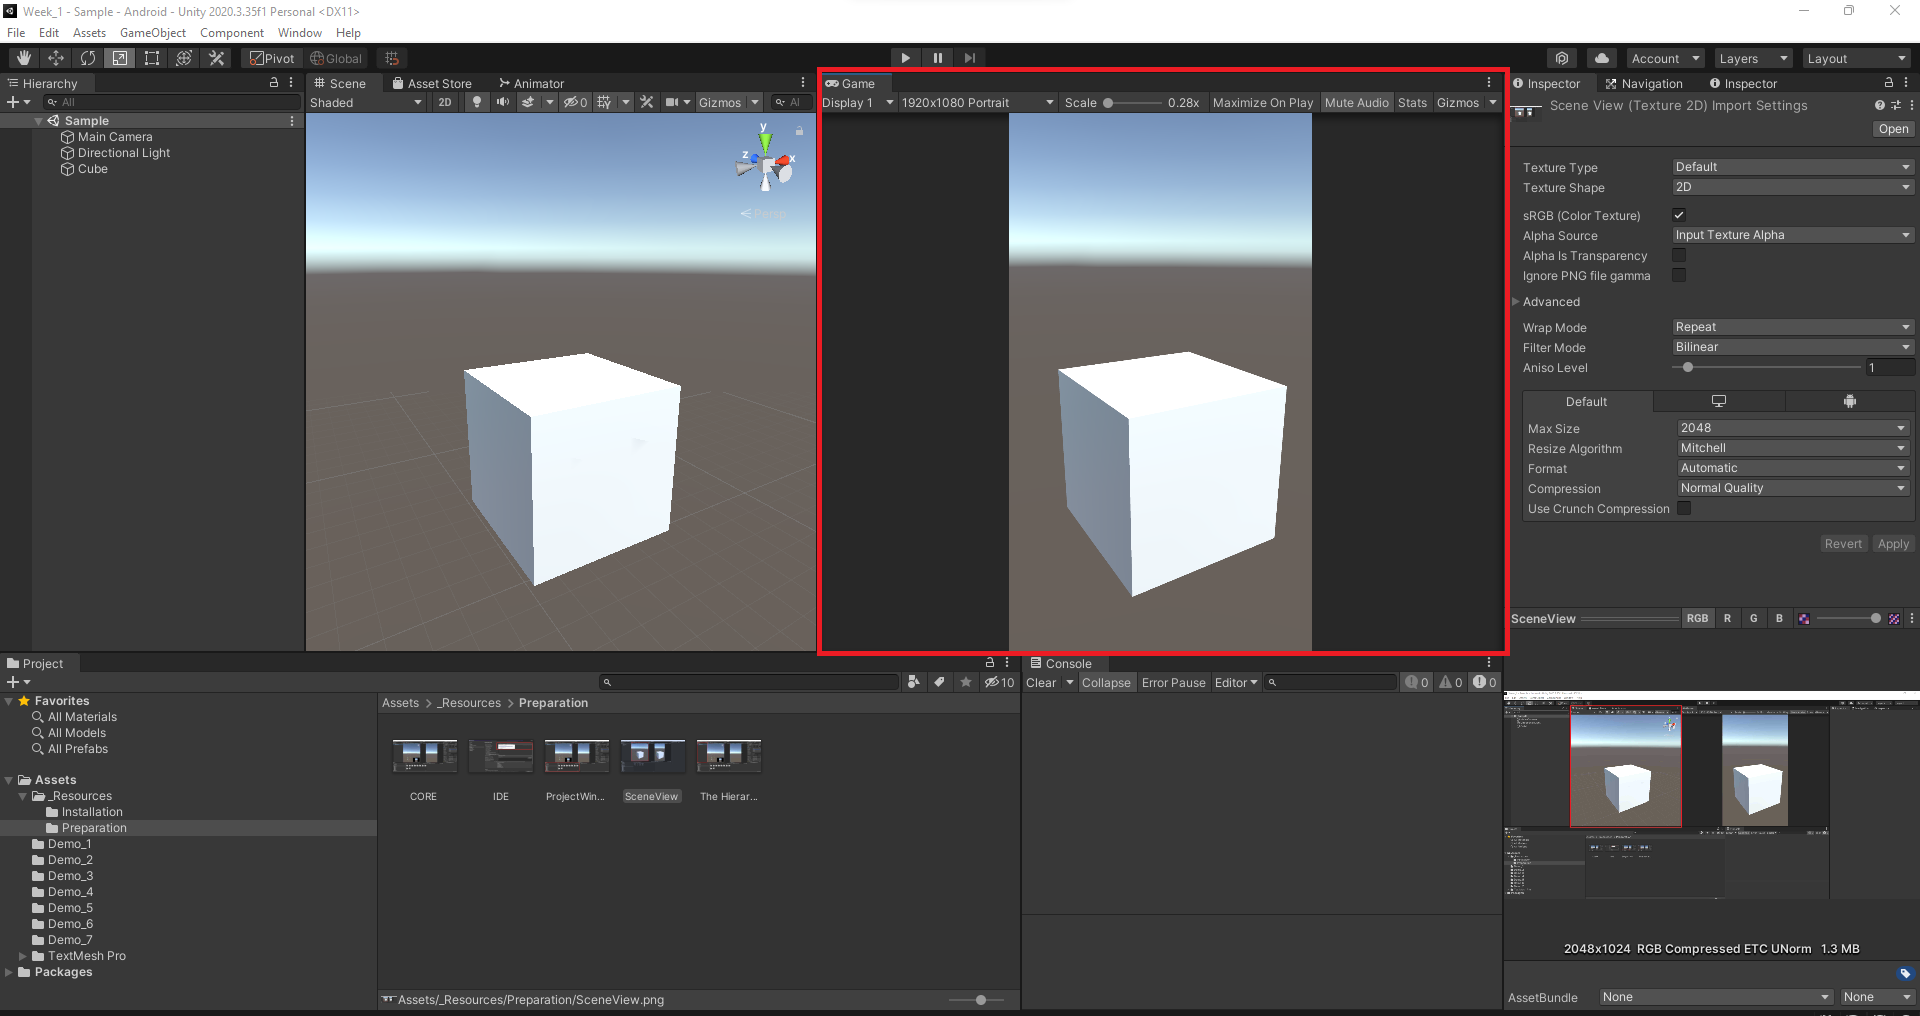 Week_1 - Sample - Android - Unity 2020.3.35f1 Personal <DX11>
File Edit Assets GameObject Component Window Help
Pivot Global Account Layers Layout
Hierarchy
All
Sample
Main Camera
Directional Light
Cube
Scene Asset Store Animator
Shaded 2D 0 Gizmos Al
y
z x
Persp
Game
Display 1 1920x1080 Portrait Scale 0.28x Maximize On Play Mute Audio Stats Gizmos
Inspector Navigation Inspector
Scene View (Texture 2D) Import Settings
Open
Texture Type Default
Texture Shape 2D
sRGB (Color Texture)
Alpha Source Input Texture Alpha
Alpha Is Transparency
Ignore PNG file gamma
Advanced
Wrap Mode Repeat
Filter Mode Bilinear
Aniso Level 1
Default
Max Size 2048
Resize Algorithm Mitchell
Format Automatic
Compression Normal Quality
Use Crunch Compression
Revert Apply
SceneView RGB R G B
2048x1024 RGB Compressed ETC UNorm 1.3 MB
AssetBundle None None
Project
10
Favorites
All Materials
All Models
All Prefabs
Assets
_Resources
Installation
Preparation
Demo_1
Demo_2
Demo_3
Demo_4
Demo_5
Demo_6
Demo_7
TextMesh Pro
Packages
Assets > _Resources > Preparation
CORE IDE ProjectWin... SceneView The Hierar...
Assets/_Resources/Preparation/SceneView.png
Console
Clear Collapse Error Pause Editor 0 0 0